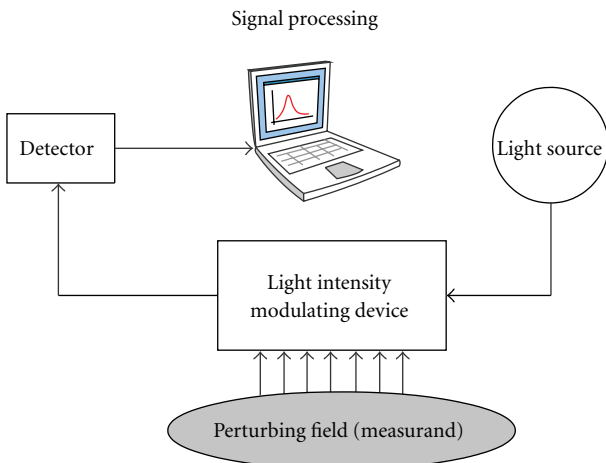 Signal processing
Detector
Light source
Light intensity
modulating device
Perturbing field (measurand)